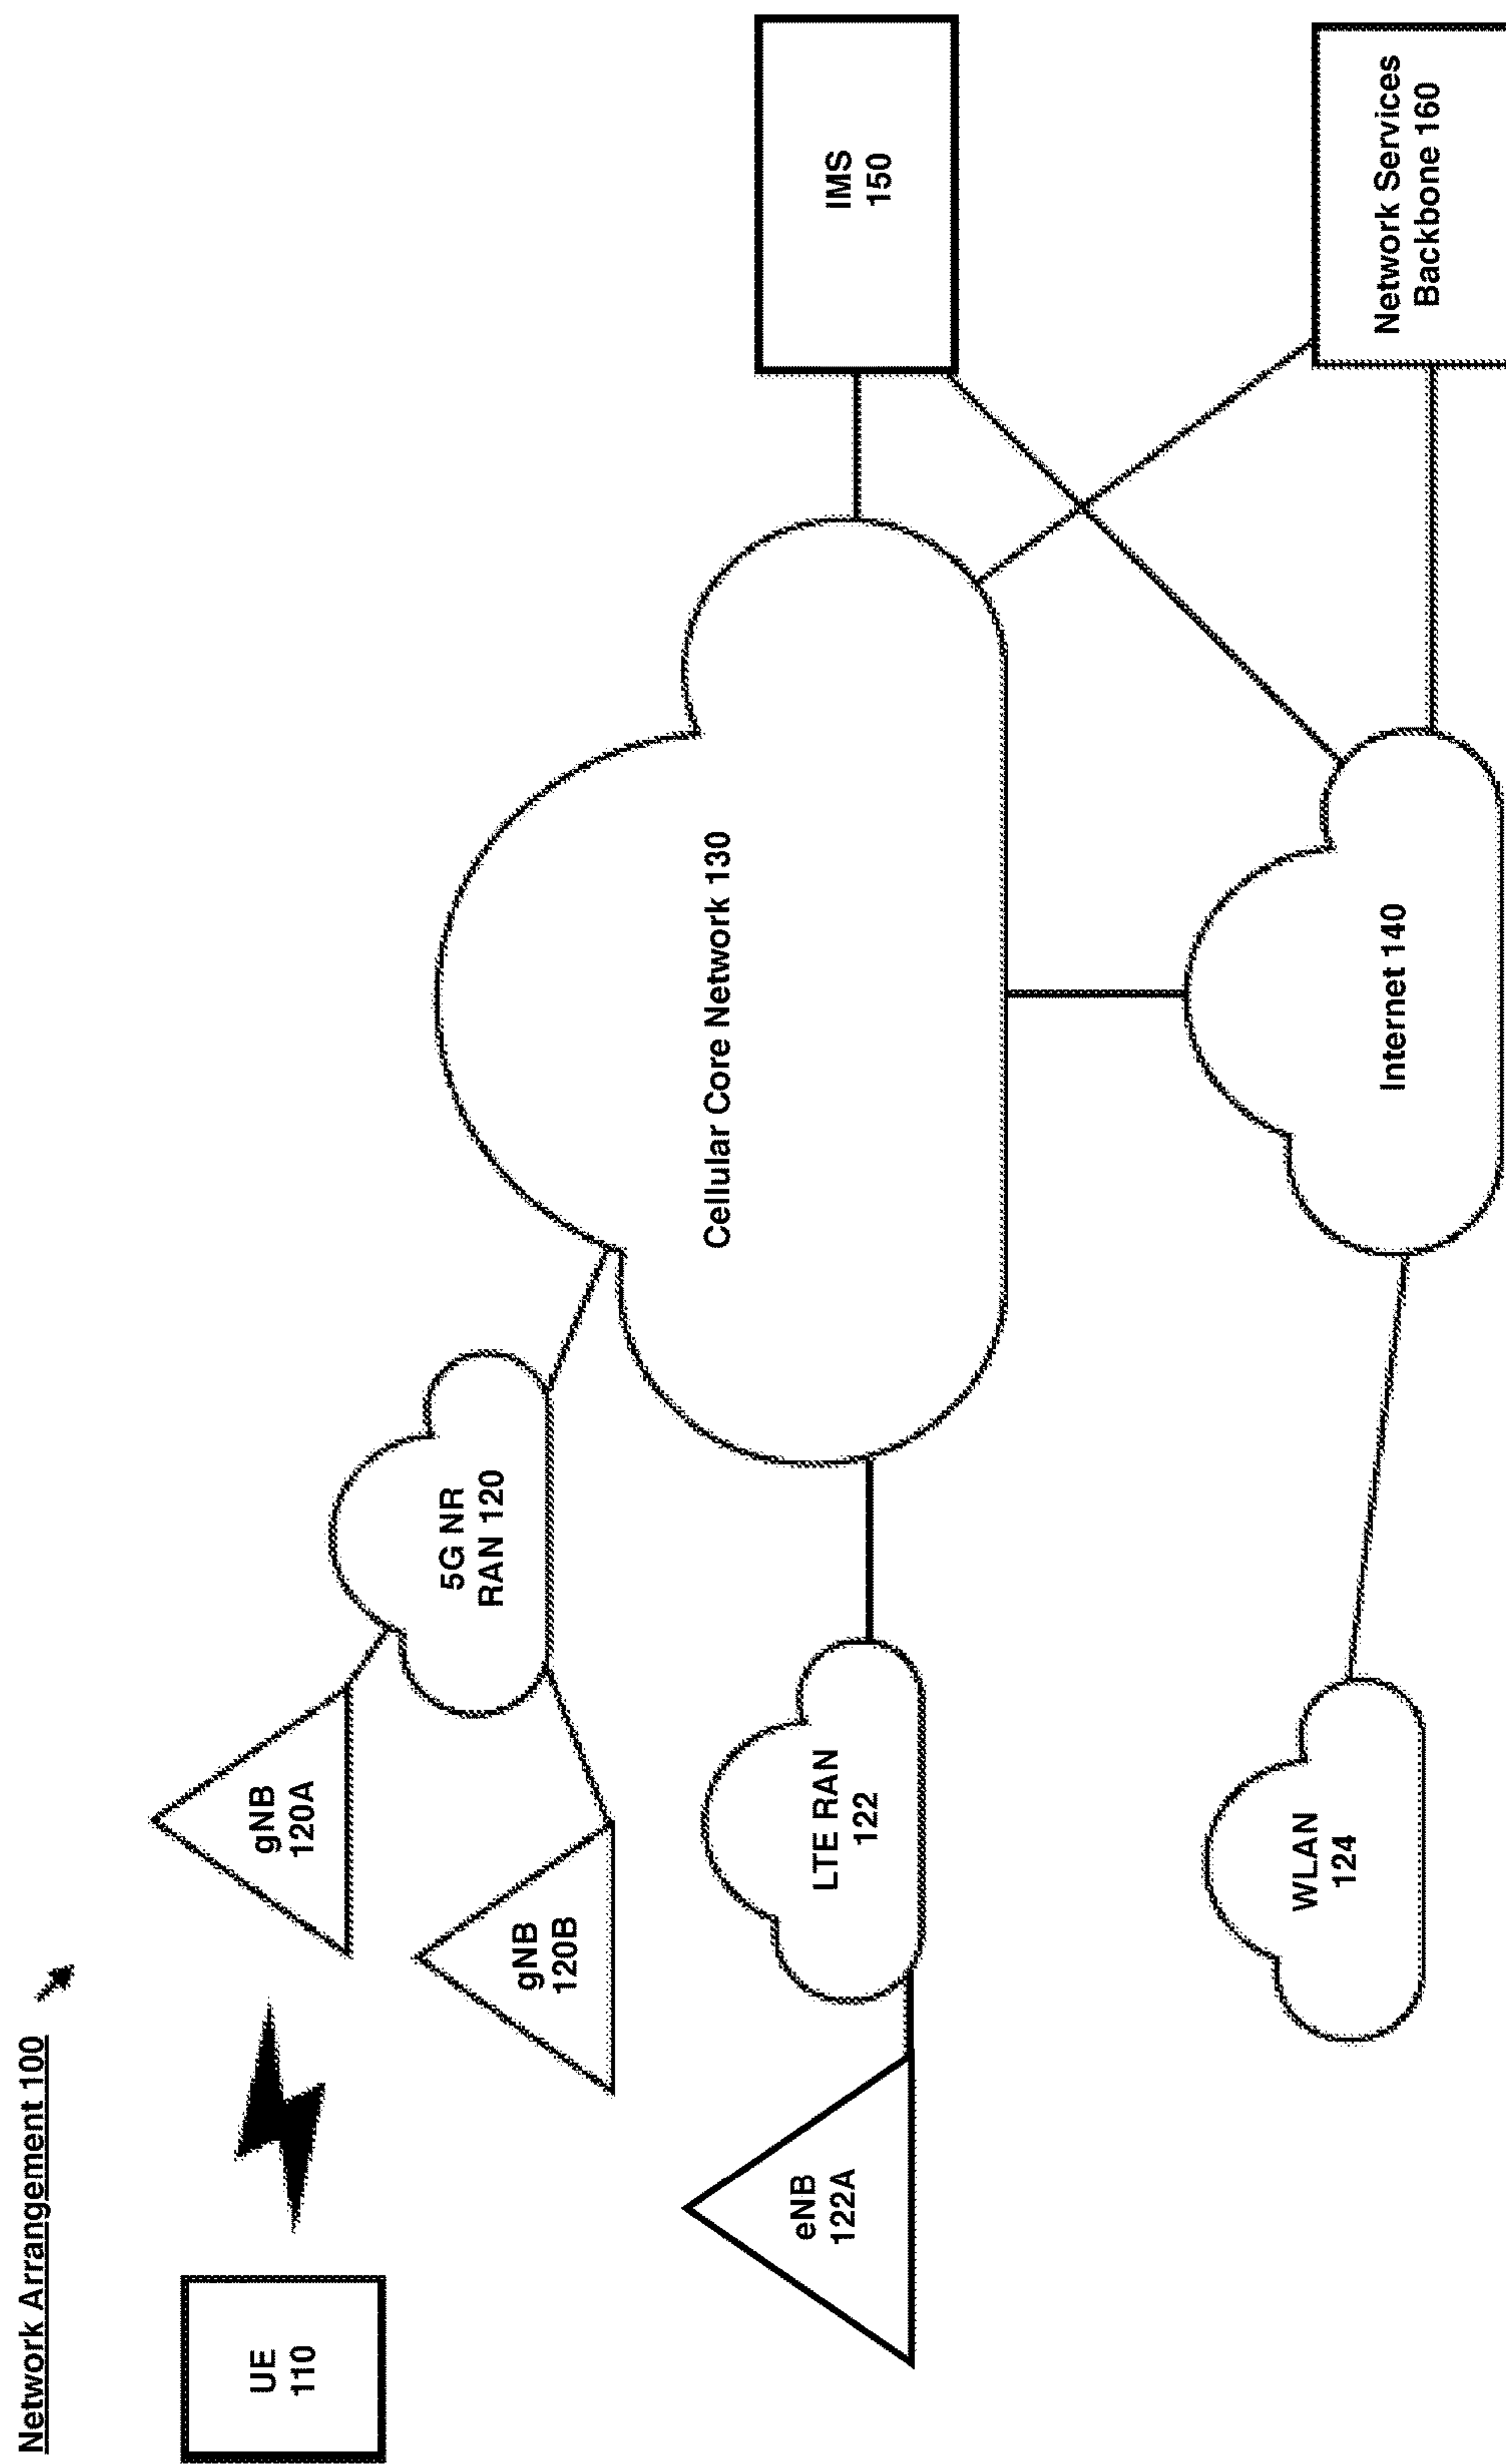 Network Arrangement 100
UE
110
gNB
120A
gNB
120B
5G NR
RAN 120
eNB
122A
LTE RAN
122
Cellular Core Network 130
IMS
150
WLAN
124
Internet 140
Network Services
Backbone 160